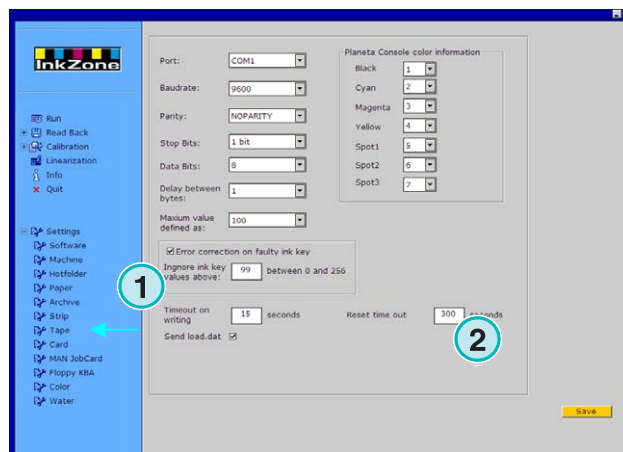 InkZone
Run
Read Back
Calibration
Linearization
Info
Quit
Settings
Software
Machine
Hotfolder
Paper
Archive
Strip
Tape
Card
MAN JobCard
Floppy KBA
Color
Water
Port: COM1
Baudrate: 9600
Parity: NOPARITY
Stop Bits: 1 bit
Data Bits: 8
Delay between
bytes: 1
Maxium value
defined as: 100
Planeta Console color information
Black 1
Cyan 2
Magenta 3
Yellow 4
Spot1 5
Spot2 6
Spot3 7
Error correction on faulty ink key
Ingnore ink key
values above: 99 between 0 and 256
Timeout on
writing 15 seconds
Reset time out 300 seconds
Send load.dat
Save
1
2